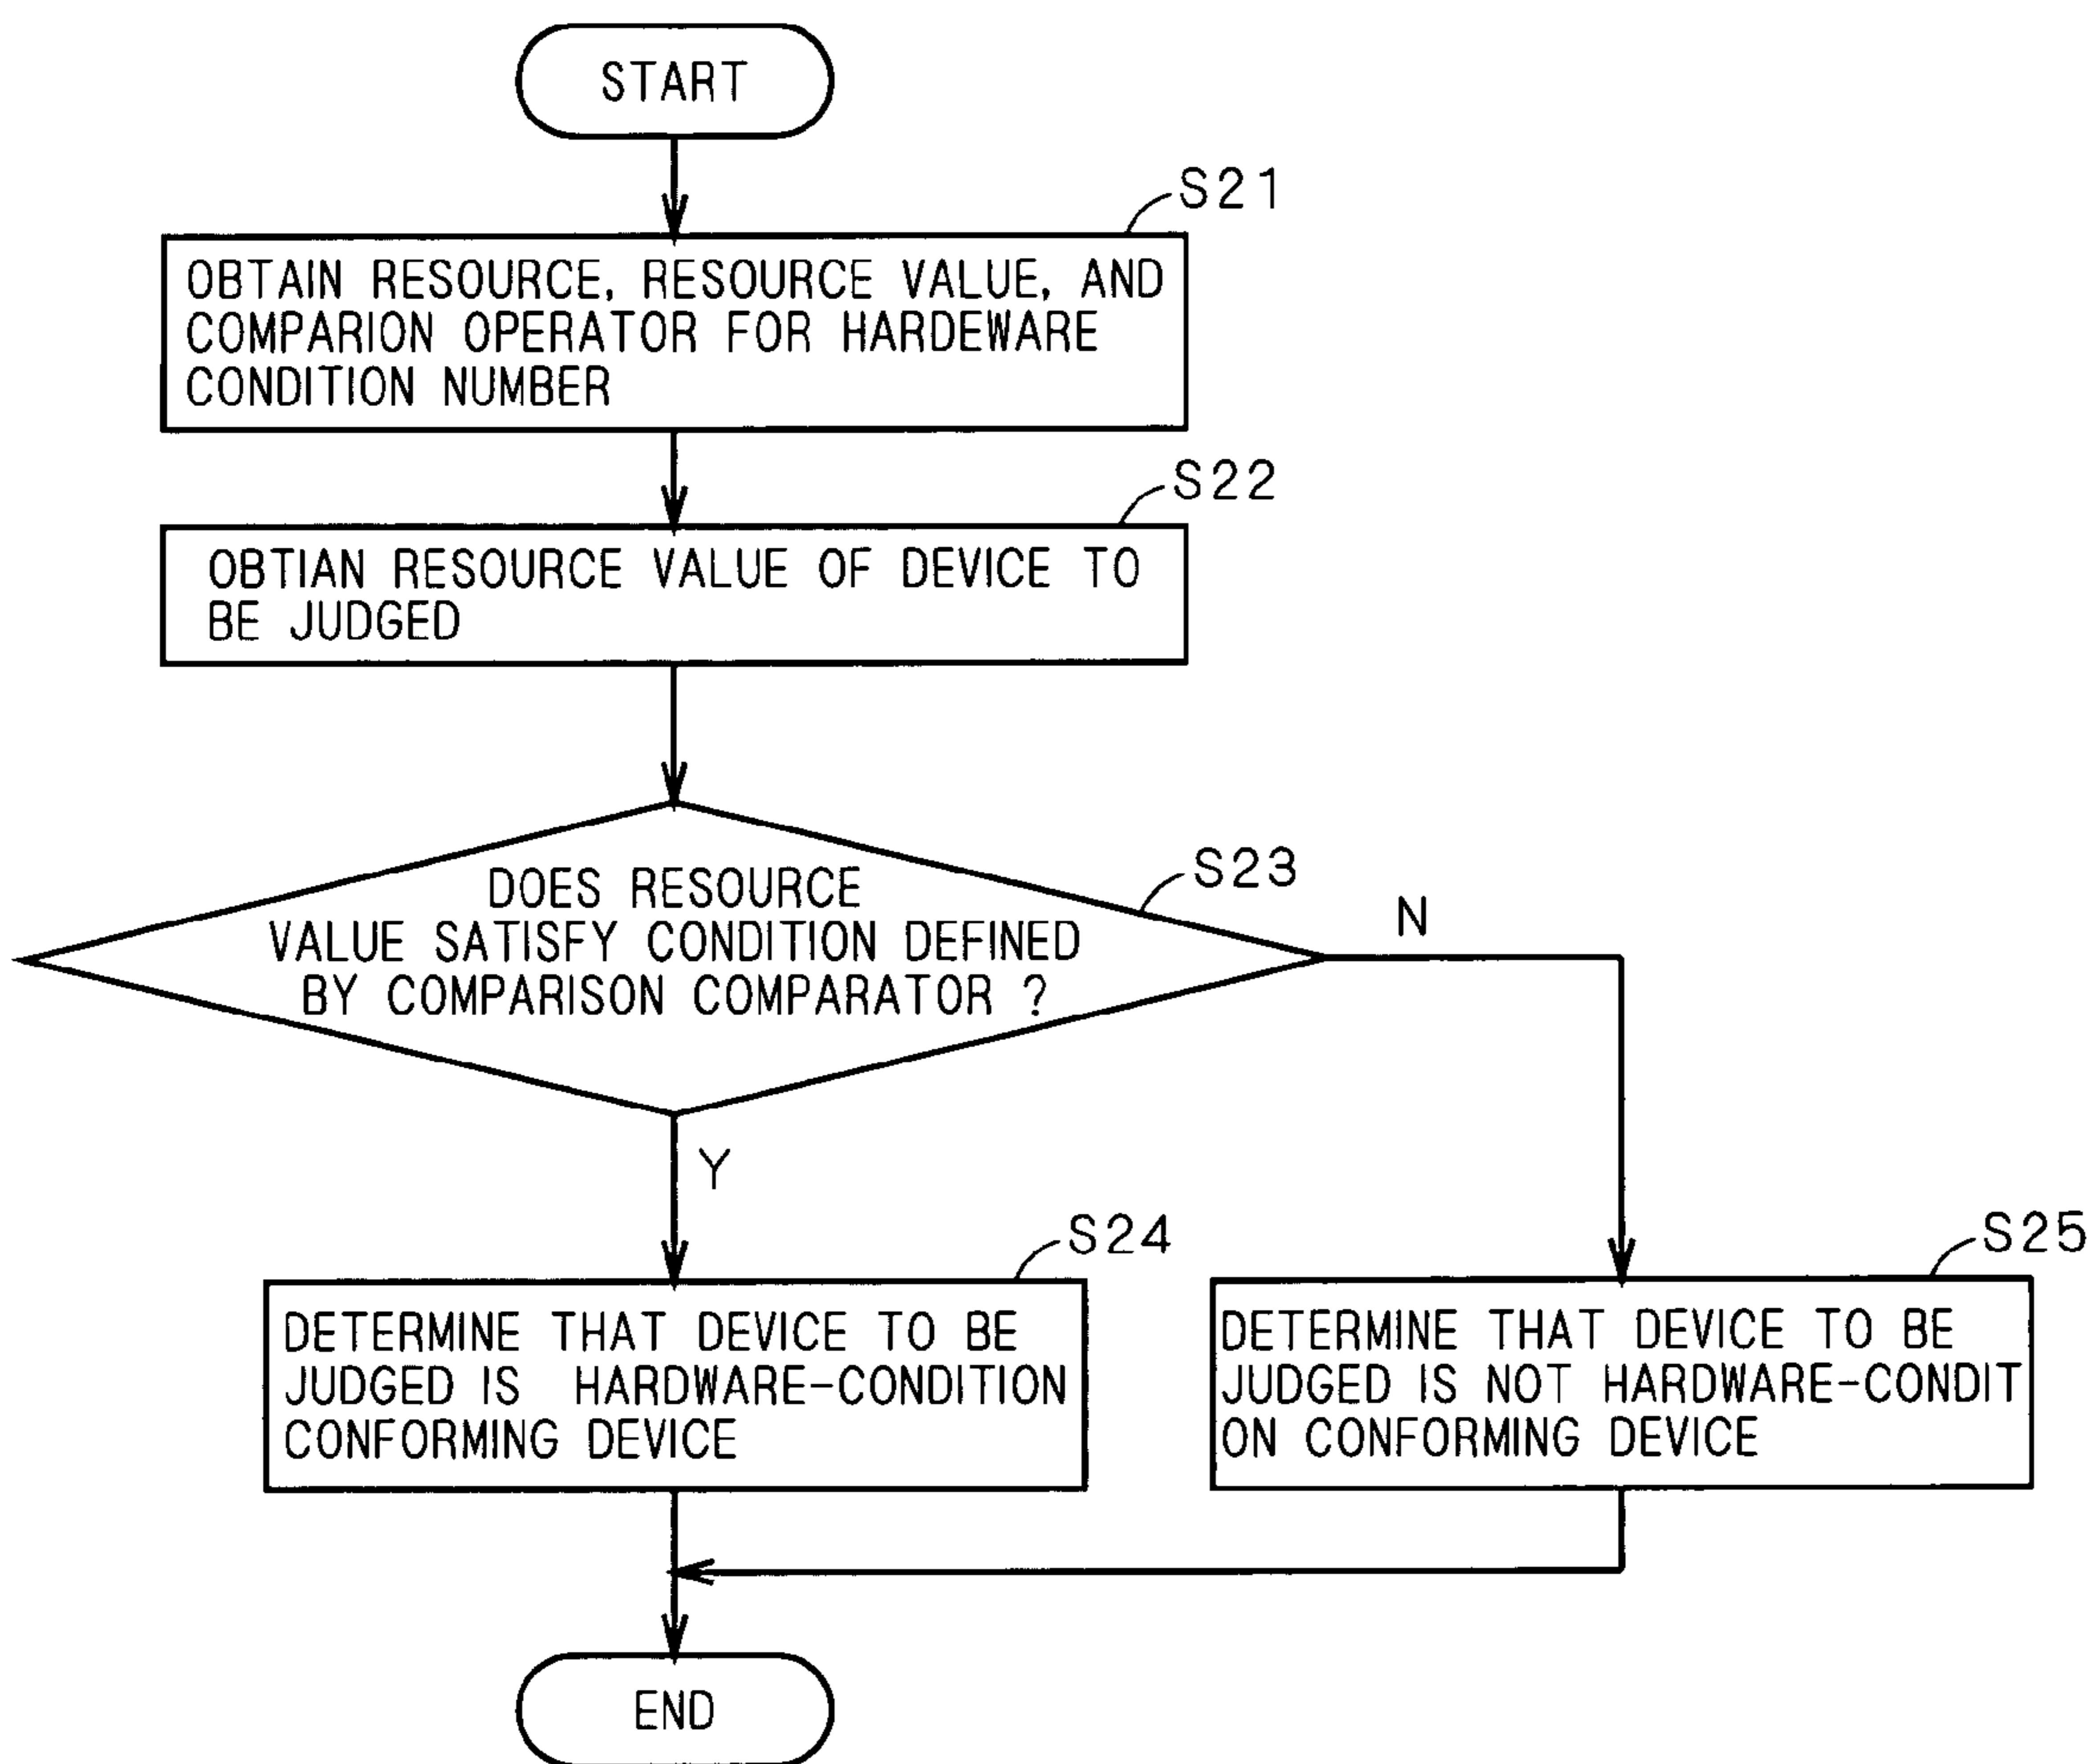 START
S21
OBTAIN RESOURCE, RESOURCE VALUE, AND
COMPARION OPERATOR FOR HARDEWARE
CONDITION NUMBER
S22
OBTIAN RESOURCE VALUE OF DEVICE TO
BE JUDGED
S23
DOES RESOURCE
VALUE SATISFY CONDITION DEFINED
BY COMPARISON COMPARATOR ?
N
Y
S24
DETERMINE THAT DEVICE TO BE
JUDGED IS HARDWARE-CONDITION
CONFORMING DEVICE
S25
DETERMINE THAT DEVICE TO BE
JUDGED IS NOT HARDWARE-CONDIT
ON CONFORMING DEVICE
END